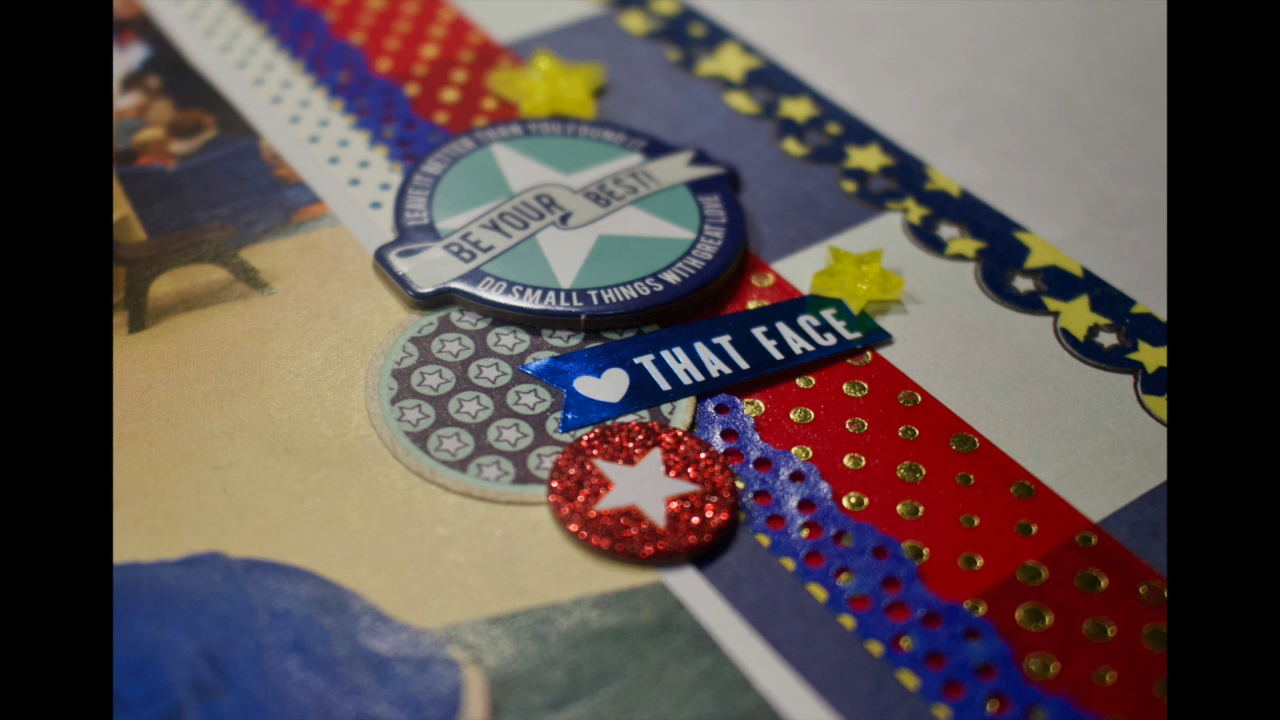 LEAVE IT BETTER THAN YOU FOUND IT
BE YOUR BEST!
DO SMALL THINGS WITH GREAT LOVE
THAT FACE